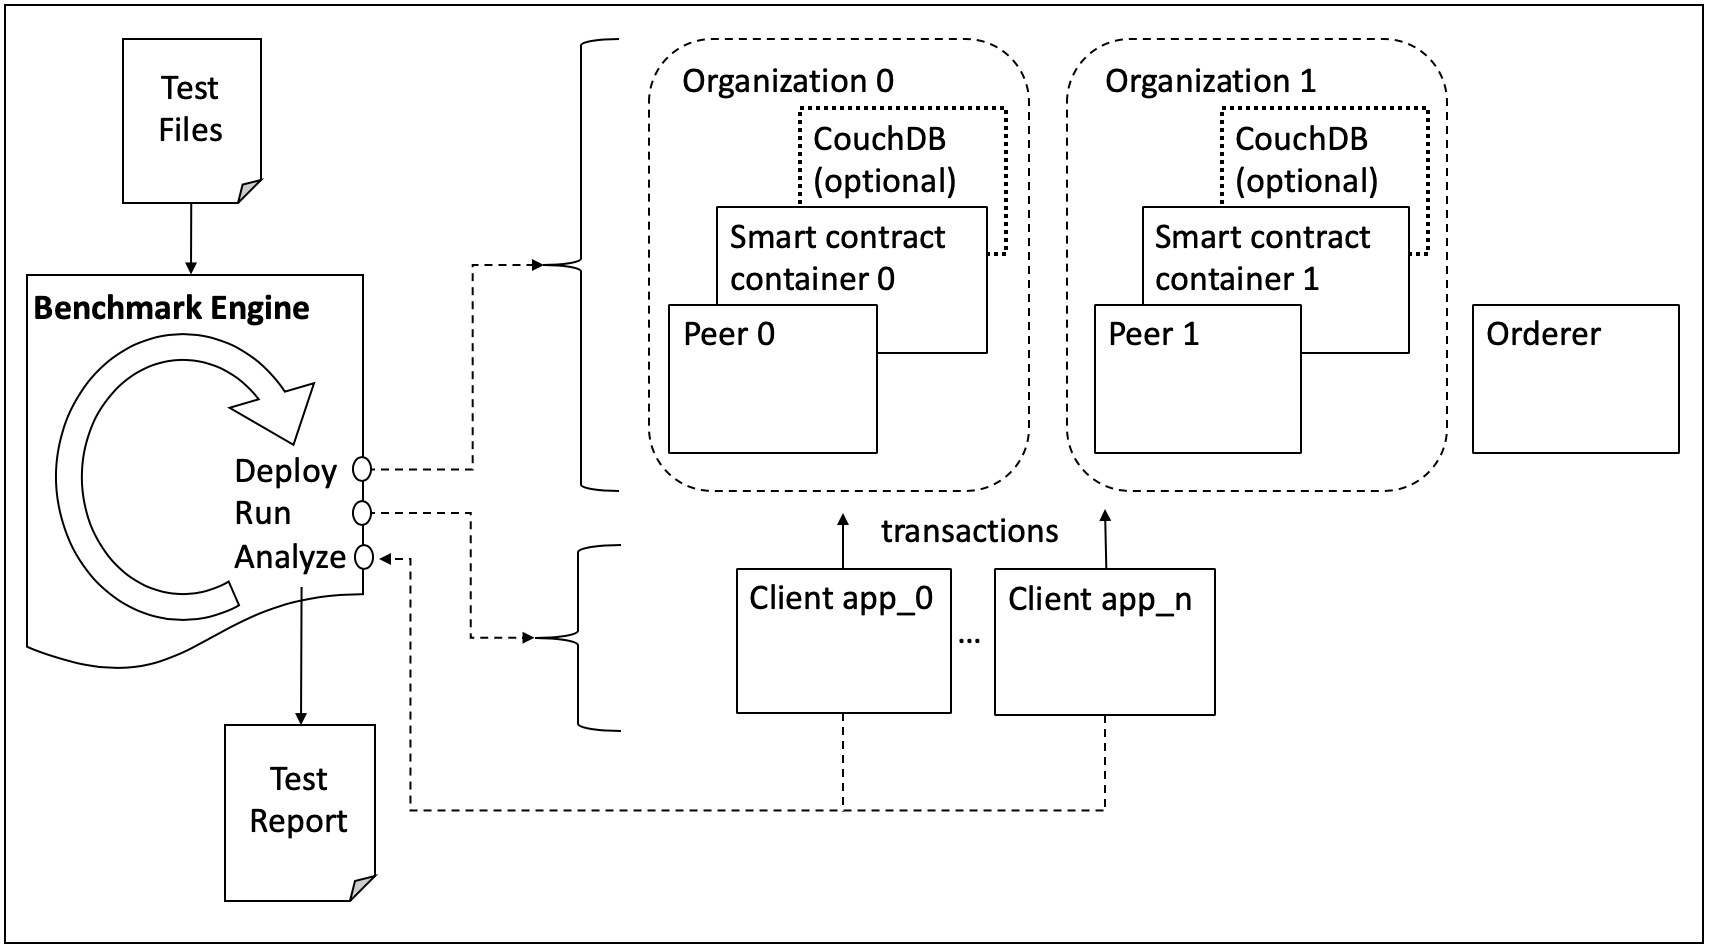 Test
Files
Benchmark Engine
Deploy
Run
Analyze
Test
Report
Organization 0
CouchDB
(optional)
Smart contract
container 0
Peer 0
Organization 1
CouchDB
(optional)
Smart contract
container 1
Peer 1
Orderer
transactions
Client app_0
...
Client app_n